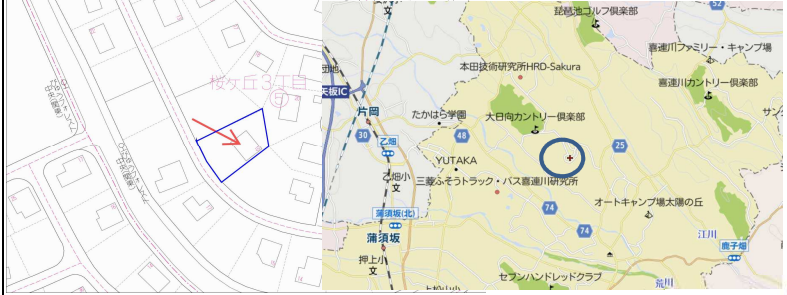 桜ヶ丘3丁目
琵琶池ゴルフ倶楽部
52
喜連川ファミリー・キャンプ場
本田技術研究所HRD-Sakura
喜連川カントリー倶楽部
団地
矢板IC
片岡
たかはら学園
大日向カントリー倶楽部
30
乙畑
48
25
YUTAKA
乙畑小
文
三菱ふそうトラック・バス喜連川研究所
74
オートキャンプ場太陽の丘
蒲須坂(北)
74
江川
蒲須坂
鹿子畑
押上小
文
セブンハンドレッドクラブ
荒川